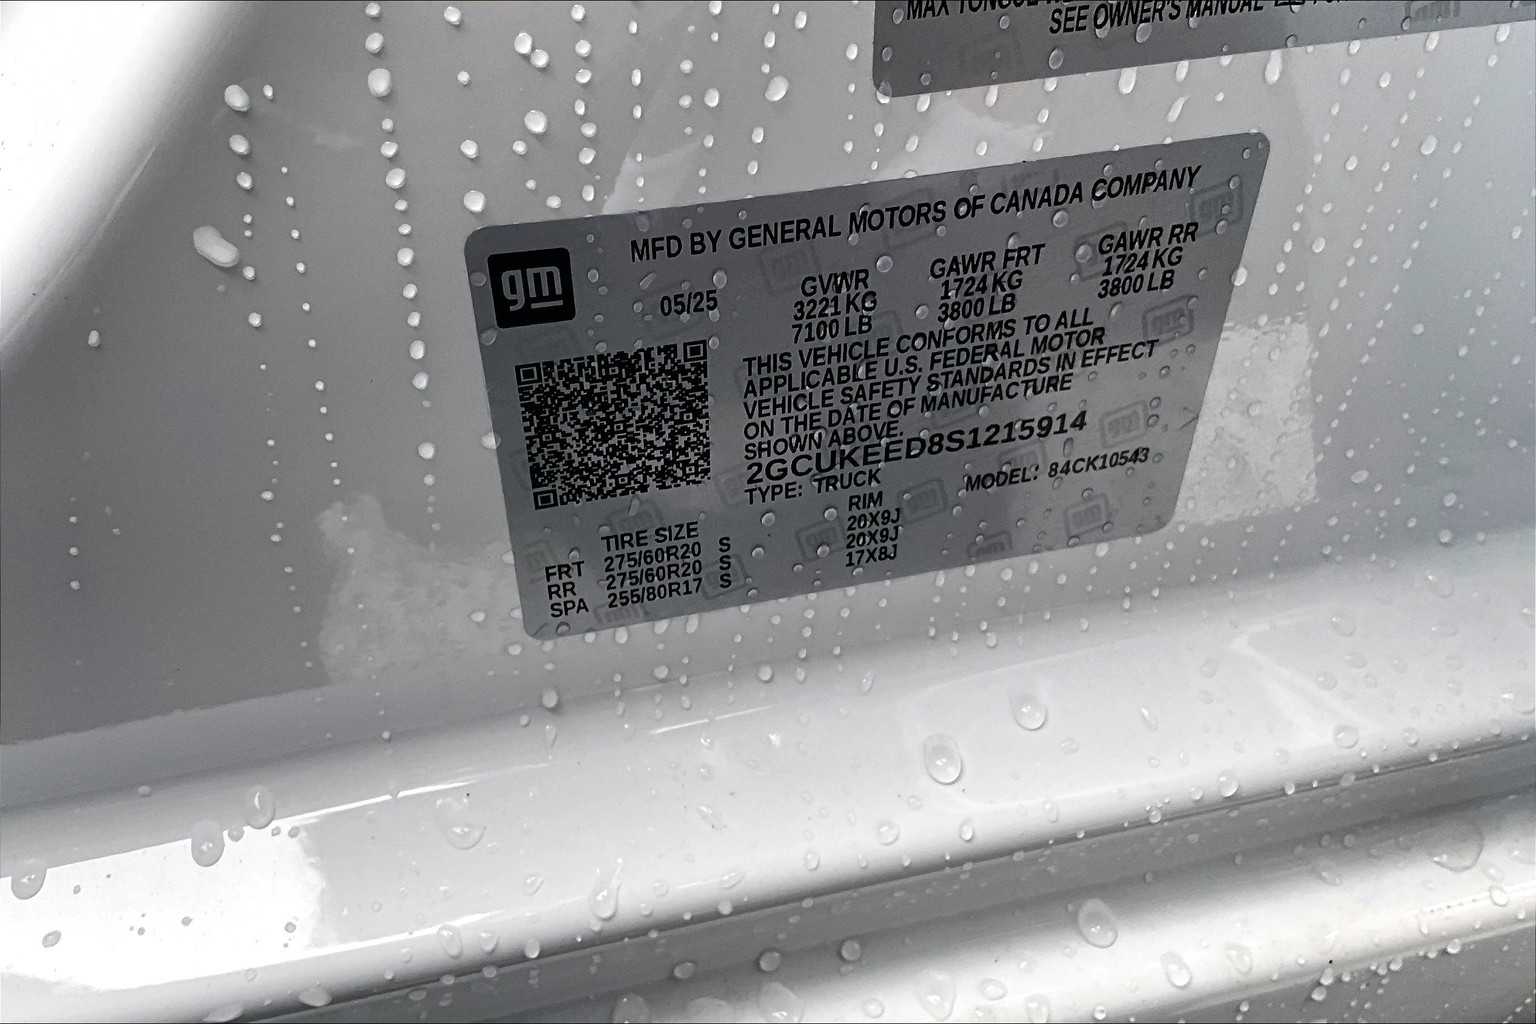 MAX TONGUE
SEE OWNER'S MANUAL
MFD BY GENERAL MOTORS OF CANADA COMPANY
gm
05/25
GVWR
3221 KG
7100 LB
GAWR FRT
1724 KG
3800 LB
GAWR RR
1724 KG
3800 LB
THIS VEHICLE CONFORMS TO ALL
APPLICABLE U.S. FEDERAL MOTOR
VEHICLE SAFETY STANDARDS IN EFFECT
ON THE DATE OF MANUFACTURE
SHOWN ABOVE.
2GCUKEED8S1215914
TYPE: TRUCK MODEL: 84CK10543
TIRE SIZE RIM
FRT 275/60R20 S 20X9J
RR 275/60R20 S 20X9J
SPA 255/80R17 S 17X8J